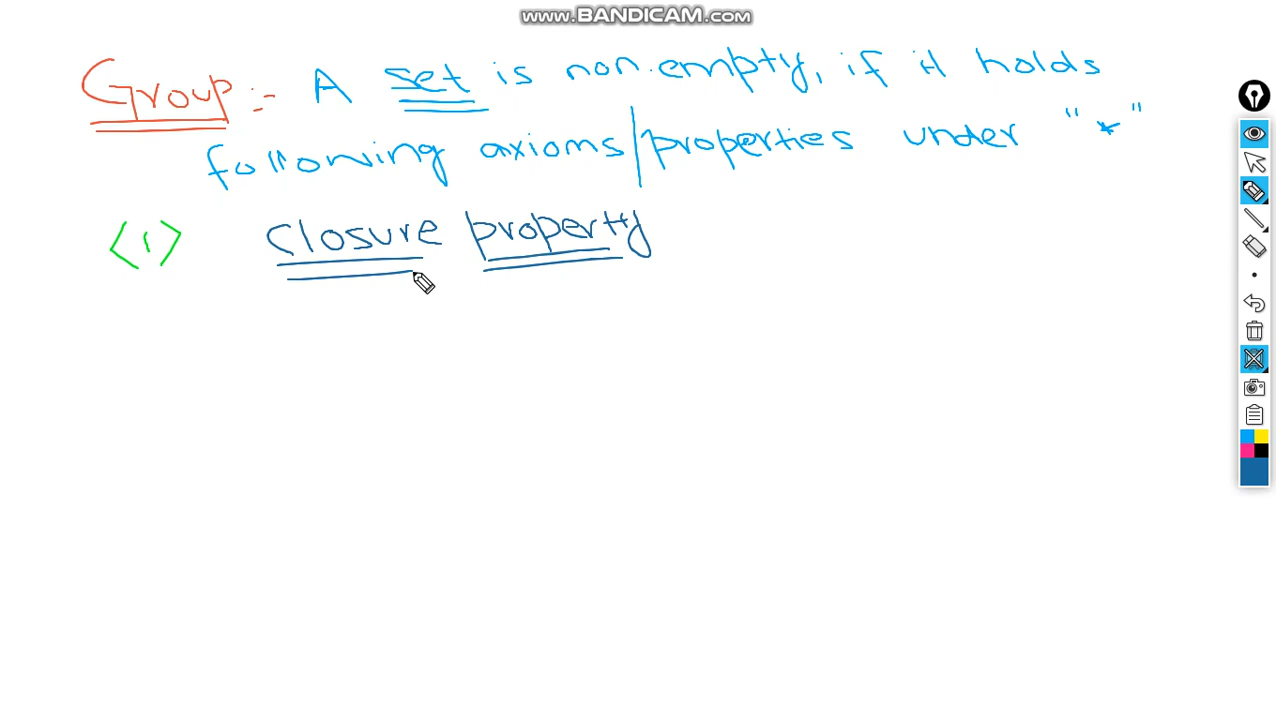 www.BANDICAM.com
Group:- A set is non.empty, if it holds
following axioms/properties under "*"
<1> closure property